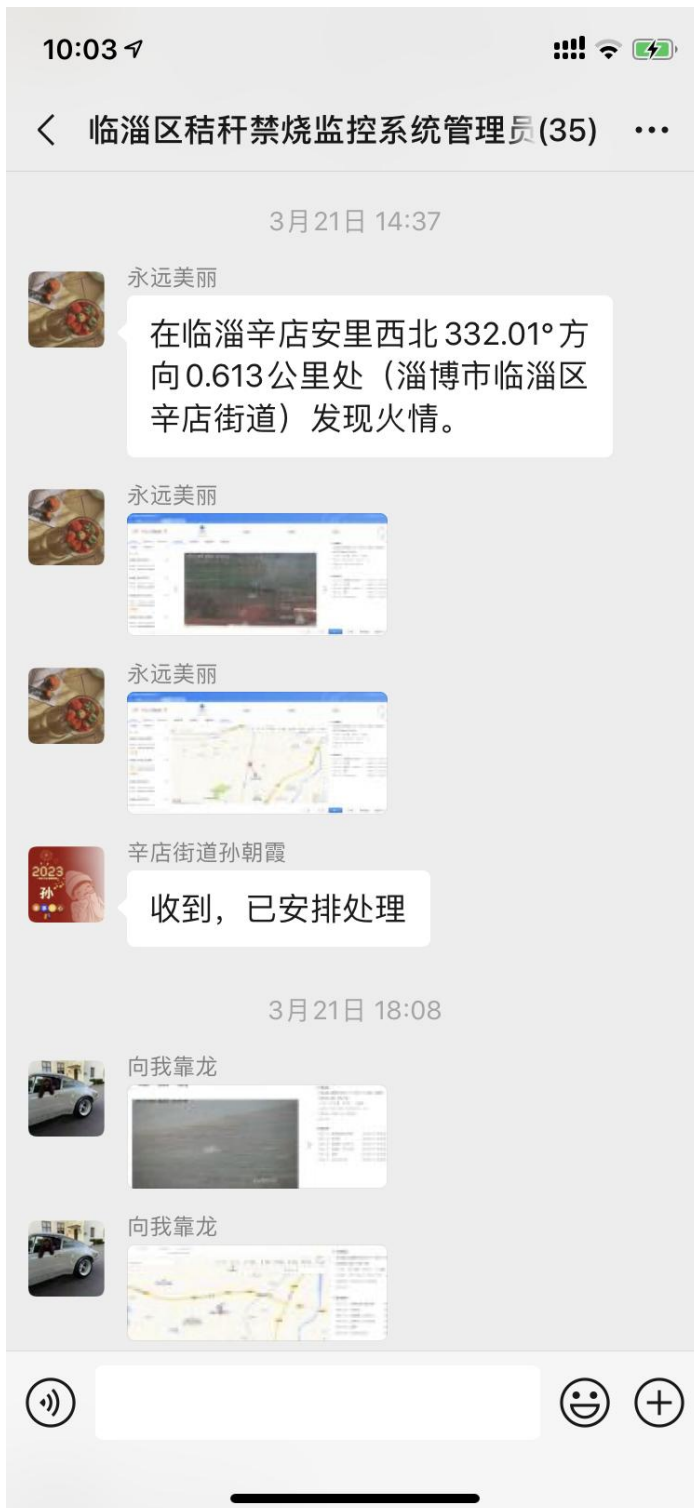 10:03
临淄区秸秆禁烧监控系统管理员(35)
3月21日 14:37
永远美丽
在临淄辛店安里西北332.01°方
向0.613公里处（淄博市临淄区
辛店街道）发现火情。
永远美丽
永远美丽
辛店街道孙朝霞
2023
孙
收到，已安排处理
3月21日 18:08
向我靠龙
向我靠龙